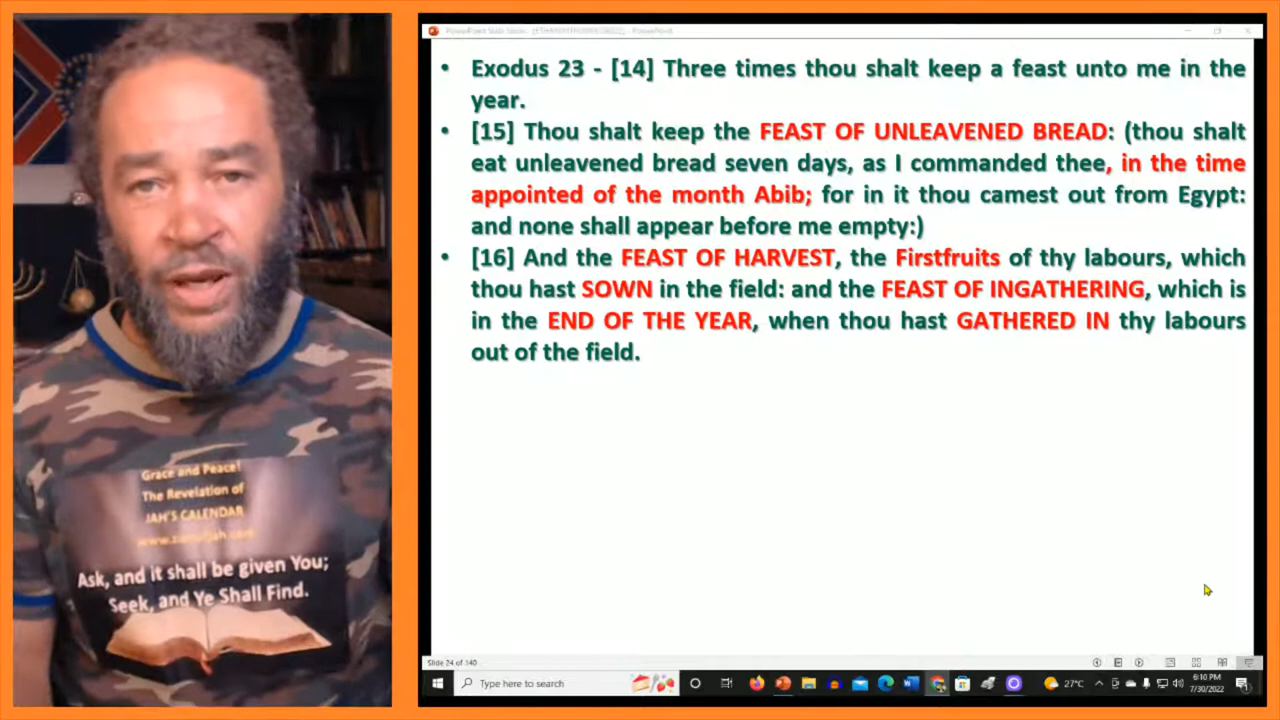 Exodus 23 - [14] Three times thou shalt keep a feast unto me in the
year.
[15] Thou shalt keep the FEAST OF UNLEAVENED BREAD: (thou shalt
eat unleavened bread seven days, as I commanded thee, in the time
appointed of the month Abib; for in it thou camest out from Egypt:
and none shall appear before me empty:)
[16] And the FEAST OF HARVEST, the Firstfruits of thy labours, which
thou hast SOWN in the field: and the FEAST OF INGATHERING, which is
in the END OF THE YEAR, when thou hast GATHERED IN thy labours
out of the field.
Grace and Peace!
The Revelation of
JAH'S CALENDAR
Ask, and it shall be given You;
Seek, and Ye Shall Find.
Slide 24 of 140
Type here to search
27°C
6:10 PM
7/30/2022